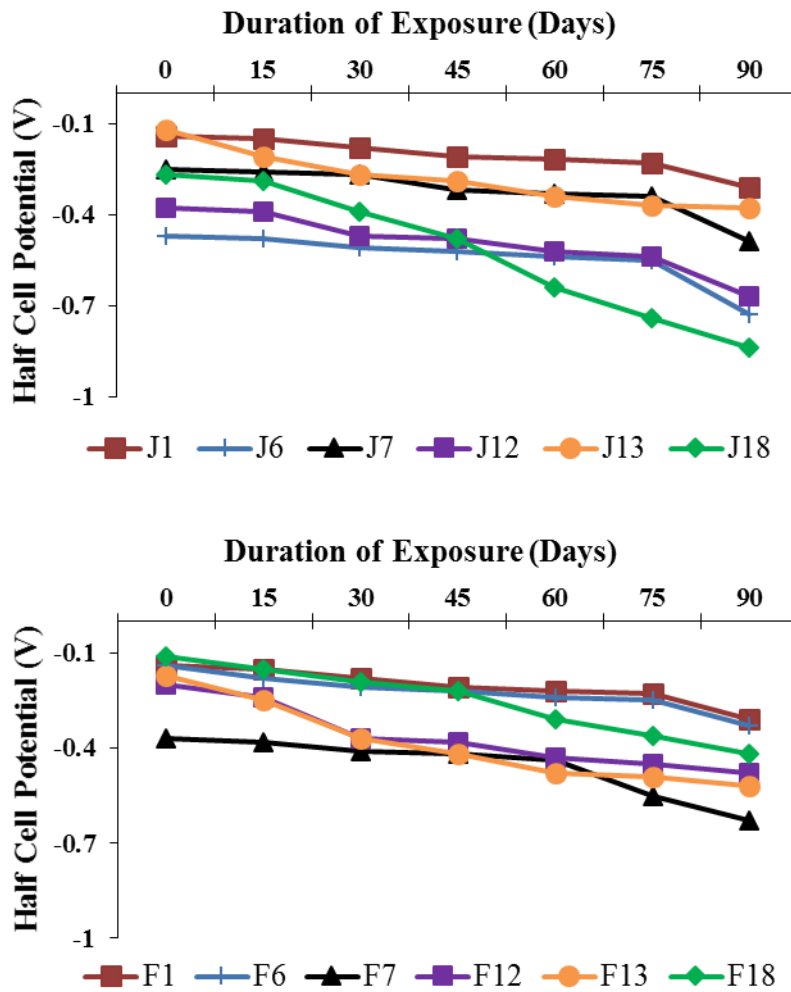 Duration of Exposure (Days)
0 15 30 45 60 75 90
Half Cell Potential (V)
-0.1
-0.4
-0.7
-1
J1 J6 J7 J12 J13 J18
Duration of Exposure (Days)
0 15 30 45 60 75 90
Half Cell Potential (V)
-0.1
-0.4
-0.7
-1
F1 F6 F7 F12 F13 F18